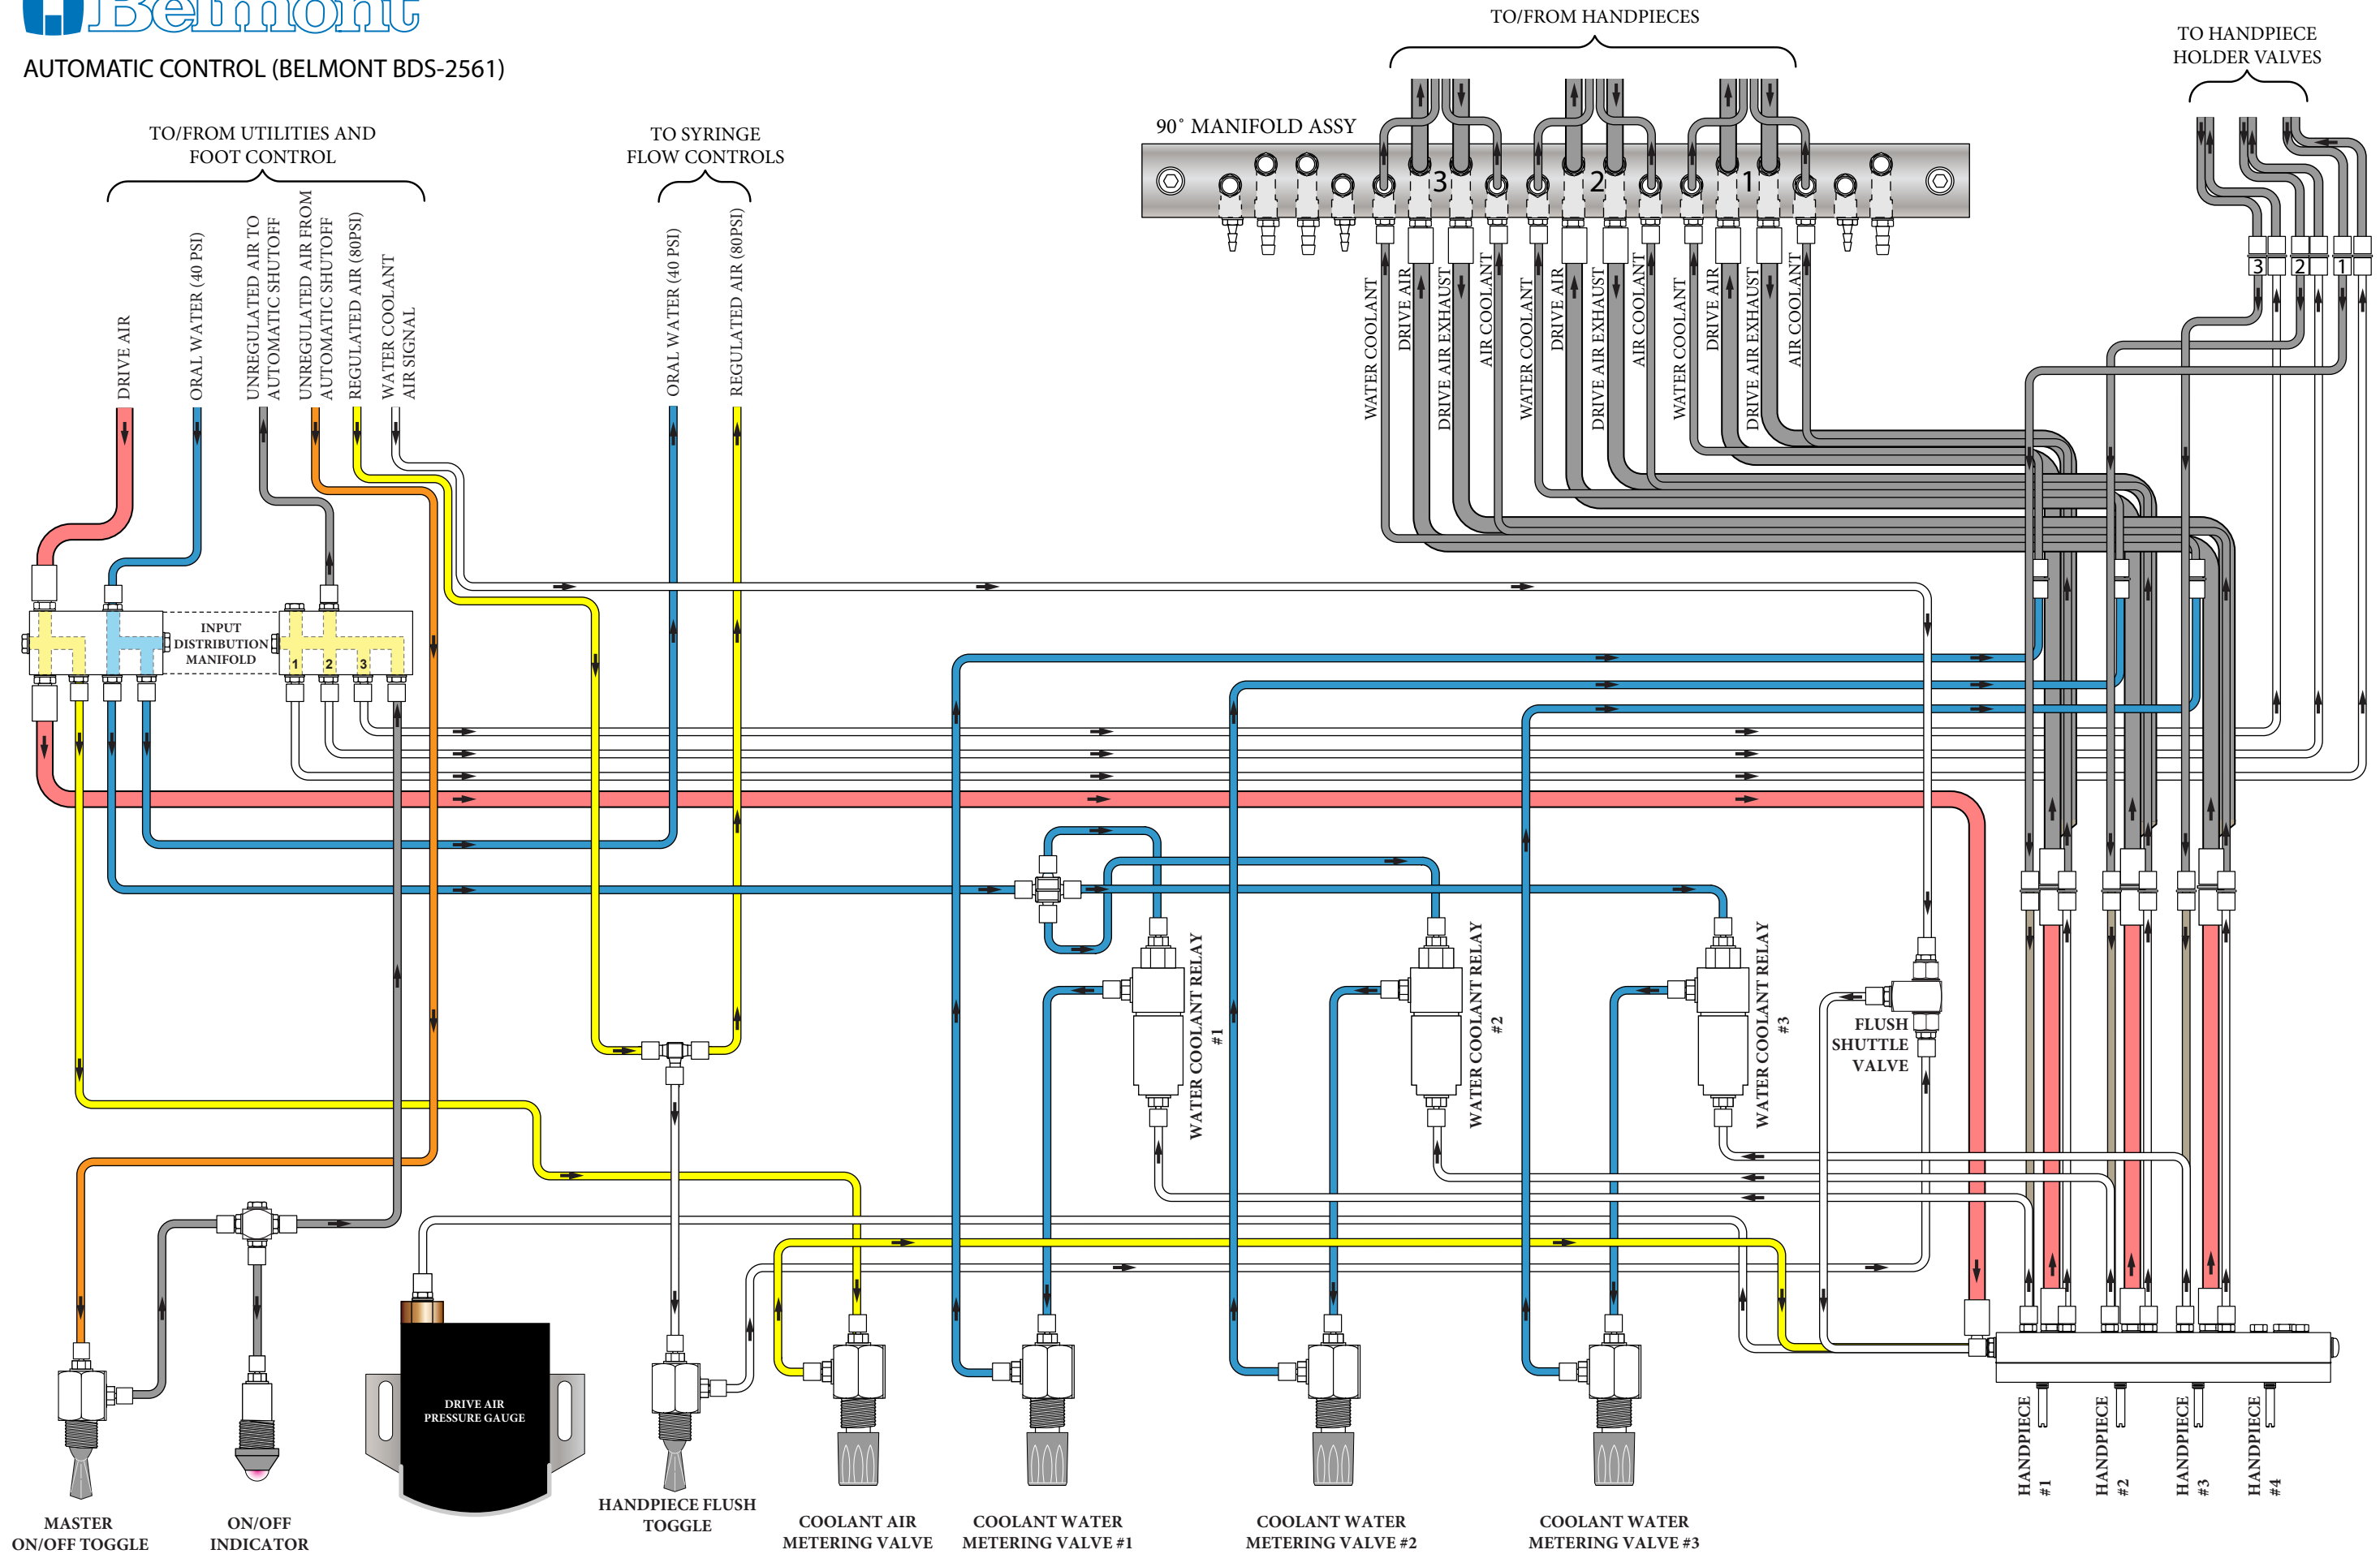 Belmont
AUTOMATIC CONTROL (BELMONT BDS-2561)
TO/FROM UTILITIES AND
FOOT CONTROL
TO SYRINGE
FLOW CONTROLS
TO/FROM HANDPIECES
TO HANDPIECE
HOLDER VALVES
90˚ MANIFOLD ASSY
3
2
1
DRIVE AIR
ORAL WATER (40 PSI)
UNREGULATED AIR TO
AUTOMATIC SHUTOFF
UNREGULATED AIR FROM
AUTOMATIC SHUTOFF
REGULATED AIR (80PSI)
WATER COOLANT
AIR SIGNAL
ORAL WATER (40 PSI)
REGULATED AIR (80PSI)
WATER COOLANT
DRIVE AIR
DRIVE AIR EXHAUST
AIR COOLANT
WATER COOLANT
DRIVE AIR
DRIVE AIR EXHAUST
AIR COOLANT
WATER COOLANT
DRIVE AIR
DRIVE AIR EXHAUST
AIR COOLANT
3
2
1
INPUT
DISTRIBUTION
MANIFOLD
1
2
3
WATER COOLANT RELAY
#1
WATER COOLANT RELAY
#2
WATER COOLANT RELAY
#3
FLUSH
SHUTTLE
VALVE
DRIVE AIR
PRESSURE GAUGE
MASTER
ON/OFF TOGGLE
ON/OFF
INDICATOR
HANDPIECE FLUSH
TOGGLE
COOLANT AIR
METERING VALVE
COOLANT WATER
METERING VALVE #1
COOLANT WATER
METERING VALVE #2
COOLANT WATER
METERING VALVE #3
HANDPIECE
#1
HANDPIECE
#2
HANDPIECE
#3
HANDPIECE
#4